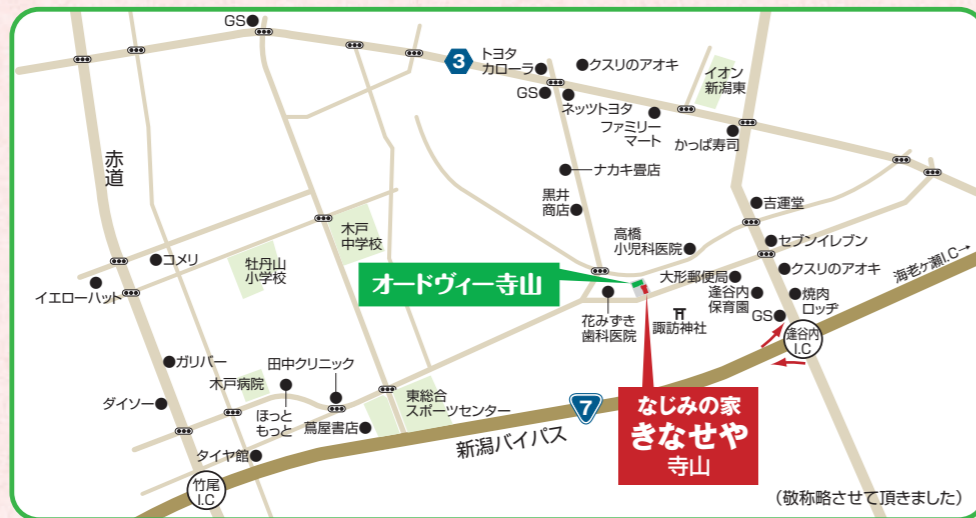 GS
3
トヨタ
カローラ
クスリのアオキ
イオン
新潟東
GS
ネッツトヨタ
ファミリー
マート
かっぱ寿司
赤道
ナカキ畳店
黒井
商店
吉運堂
木戸
中学校
高橋
小児科医院
セブンイレブン
コメリ
牡丹山
小学校
オードヴィー寺山
大形郵便局
クスリのアオキ
海老ヶ瀬I.C→
イエローハット
花みずき
歯科医院
諏訪神社
逢谷内
保育園
焼肉
ロッヂ
GS
逢谷内
I.C
ガリバー
田中クリニック
木戸病院
ダイソー
ほっと
もっと
蔦屋書店
東総合
スポーツセンター
7
新潟バイパス
なじみの家
きなせや
寺山
タイヤ館
竹尾
I.C
（敬称略させて頂きました）